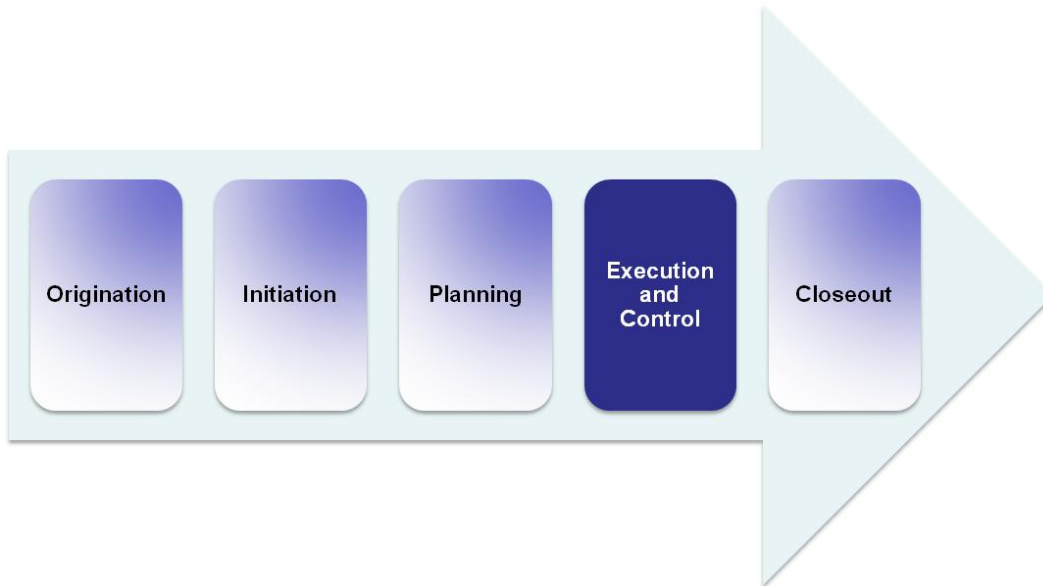 Origination
Initiation
Planning
Execution
and
Control
Closeout